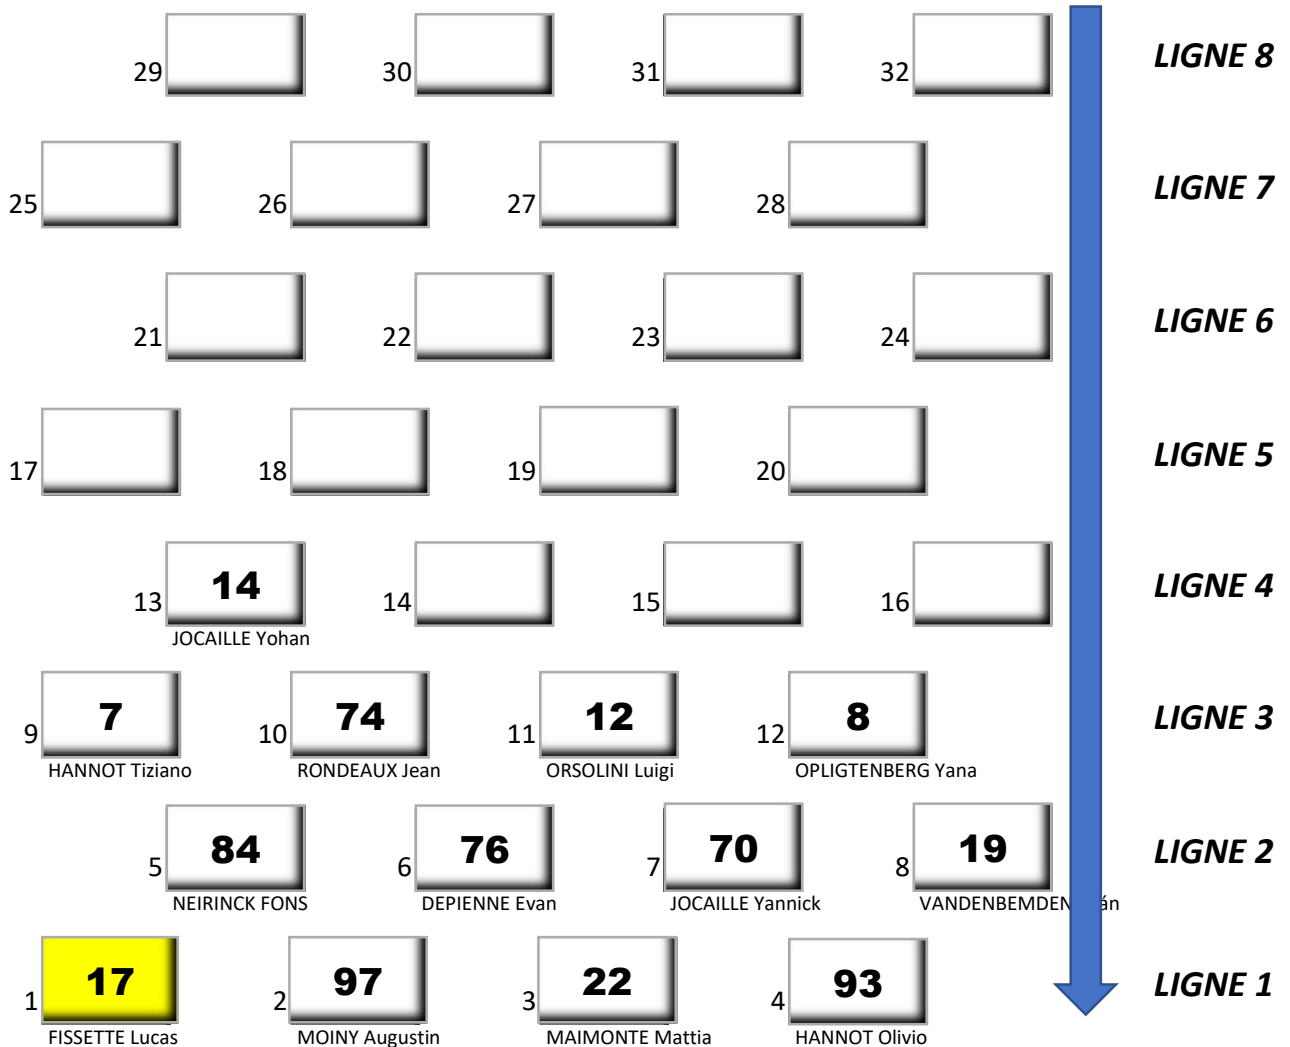 29 30 31 32 LIGNE 8
25 26 27 28 LIGNE 7
21 22 23 24 LIGNE 6
17 18 19 20 LIGNE 5
13 14 14 15 16 LIGNE 4
JOCAILLE Yohan
9 7 10 74 11 12 12 8 LIGNE 3
HANNOT Tiziano RONDEAUX Jean ORSOLINI Luigi OPLIGTENBERG Yana
5 84 6 76 7 70 8 19 LIGNE 2
NEIRINCK FONS DEPIENNE Evan JOCAILLE Yannick VANDENBEMDEN
1 17 2 97 3 22 4 93 LIGNE 1
FISSETTE Lucas MOINY Augustin MAIMONTE Mattia HANNOT Olivio